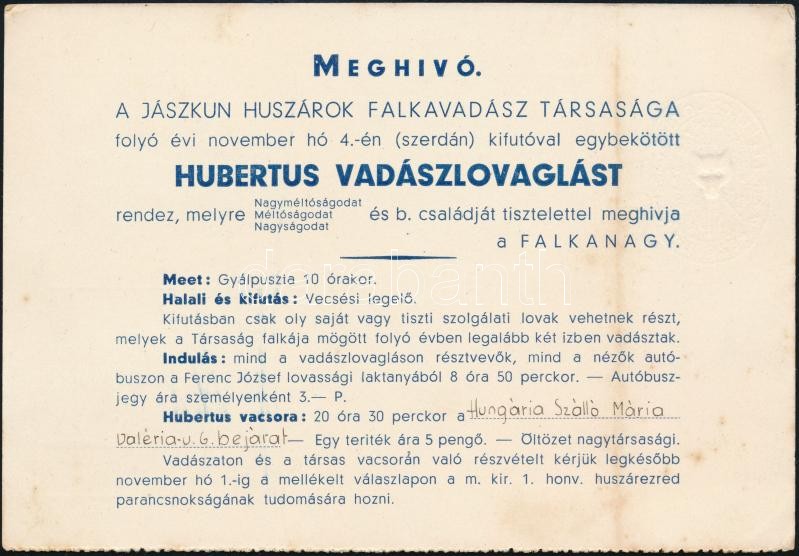 MEGHIVÓ.
A JÁSZKUN HUSZÁROK FALKAVADÁSZ TÁRSASÁGA
folyó évi november hó 4.-én (szerdán) kifutóval egybekötött
HUBERTUS VADÁSZLOVAGLÁST
rendez, melyre Nagyméltóságodat
Méltóságodat
Nagyságodat
és b. családját tisztelettel meghivja
a FALKANAGY.
Meet: Gyálpuszta 10 órakor.
Halali és kifutás: Vecsési legelő.
Kifutásban csak oly saját vagy tiszti szolgálati lovak vehetnek részt,
melyek a Társaság falkája mögött folyó évben legalább két izben vadásztak.
Indulás: mind a vadászlovagláson résztvevők, mind a nézők autó-
buszon a Ferenc József lovassági laktanyából 8 óra 50 perckor. — Autóbusz-
jegy ára személyenként 3.— P.
Hubertus vacsora: 20 óra 30 perckor a Hungária Szálló Mária
Valéria-u. 6. bejárat — Egy teriték ára 5 pengő. — Öltözet nagytársasági.
Vadászaton és a társas vacsorán való részvételt kérjük legkésőbb
november hó 1.-ig a mellékelt válaszlapon a m. kir. 1. honv. huszárezred
parancsnokságának tudomására hozni.